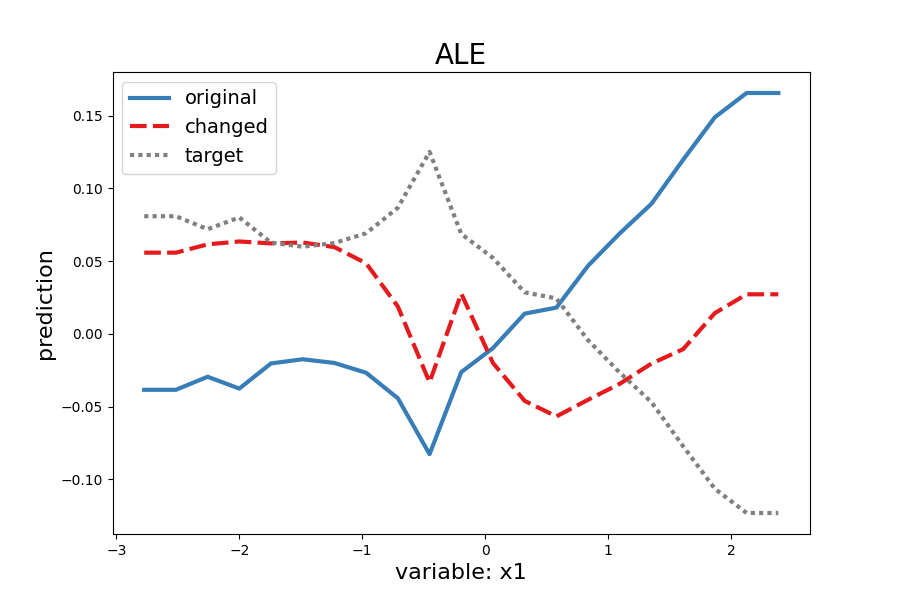 ALE
original
changed
target
0.15
0.10
0.05
0.00
−0.05
−0.10
prediction
−3
−2
−1
0
1
2
variable: x1